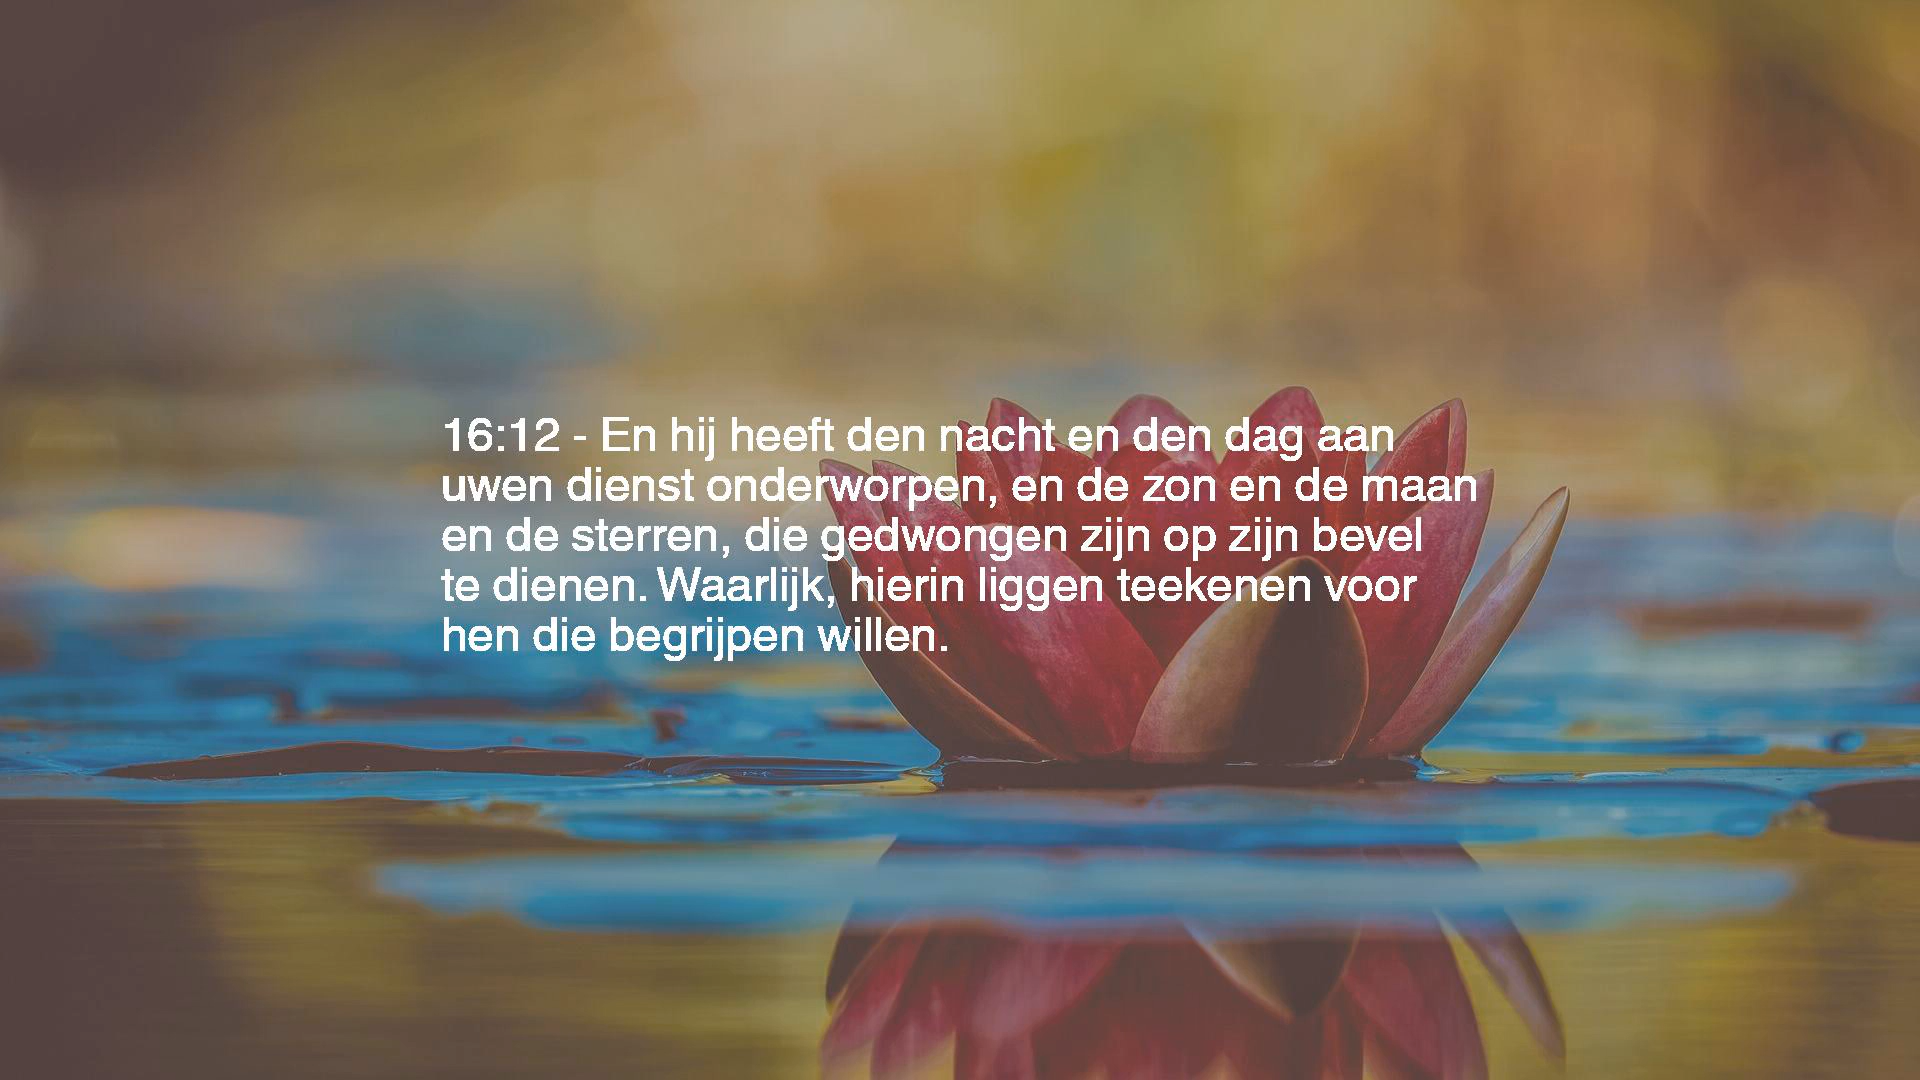 16:12 - En hij heeft den nacht en den dag aan
uwen dienst onderworpen, en de zon en de maan
en de sterren, die gedwongen zijn op zijn bevel
te dienen. Waarlijk, hierin liggen teekenen voor
hen die begrijpen willen.